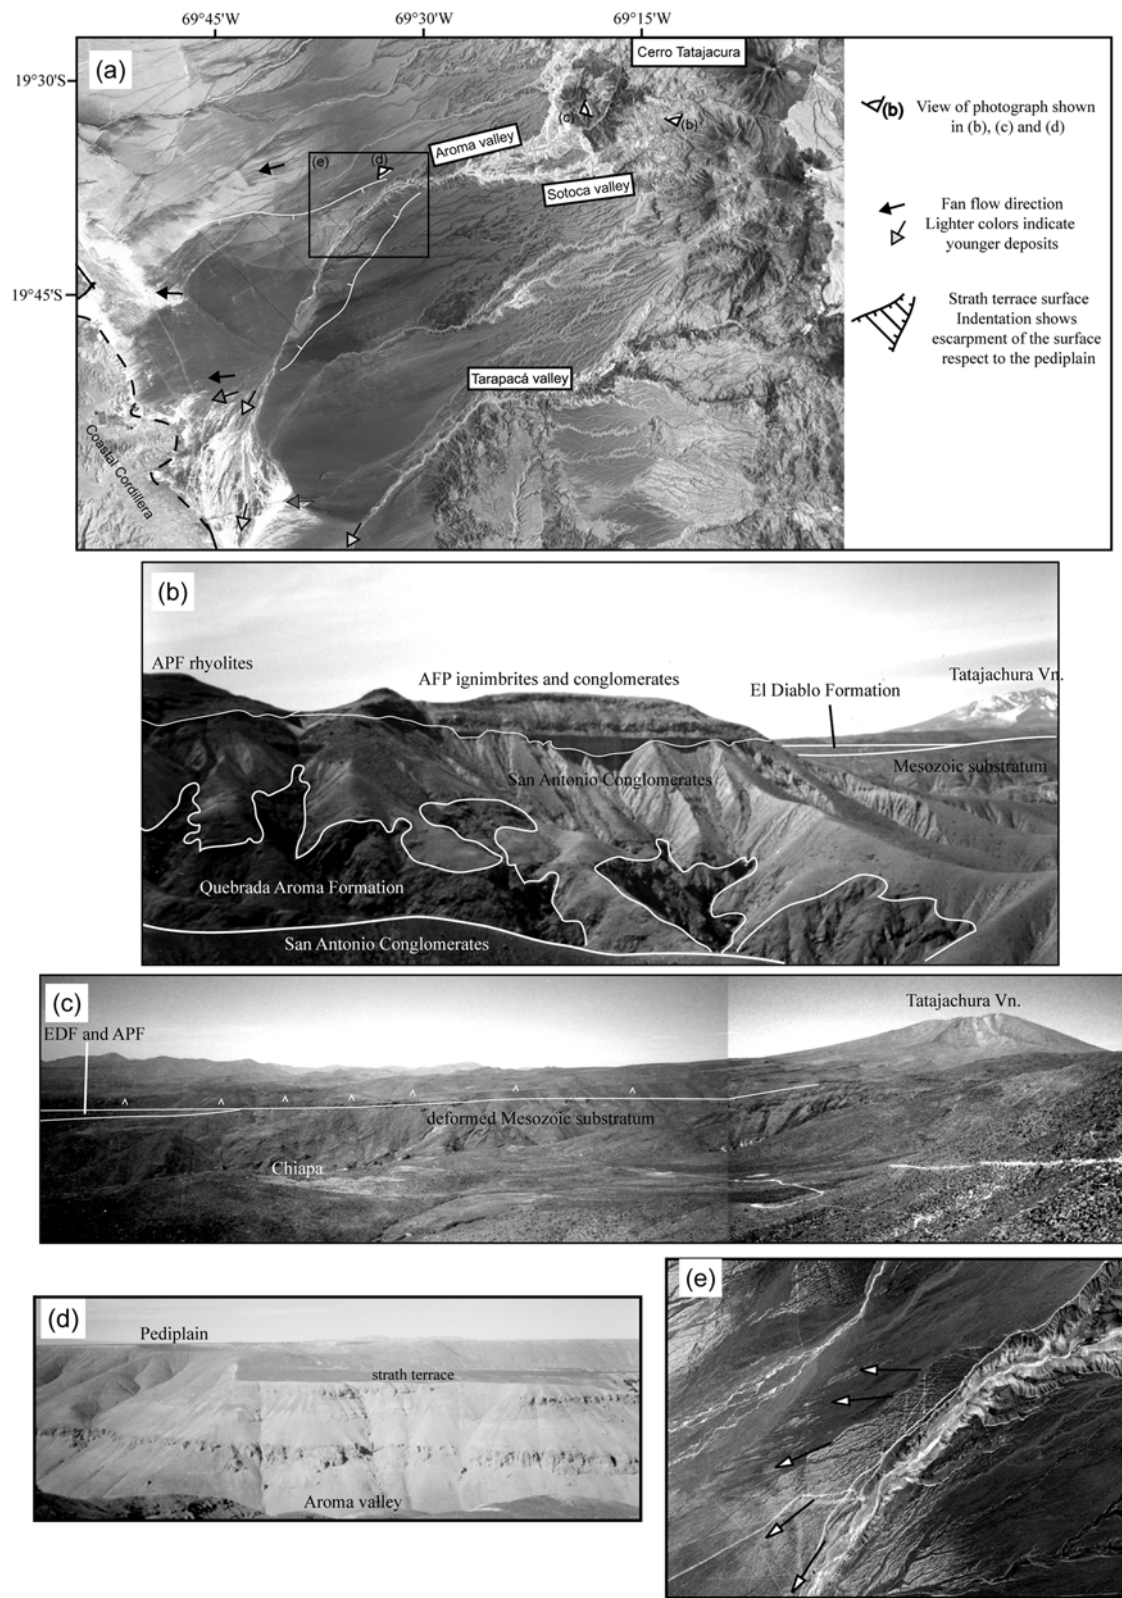 69°45'W 69°30'W 69°15'W
(a)
Cerro Tatajacura
19°30'S
(c)
(b)
Aroma valley
(e)
(d)
Sotoca valley
19°45'S
Tarapacá valley
Coastal Cordillera
(b) View of photograph shown
in (b), (c) and (d)
Fan flow direction
Lighter colors indicate
younger deposits
Strath terrace surface
Indentation shows
escarpment of the surface
respect to the pediplain
(b)
APF rhyolites
AFP ignimbrites and conglomerates
El Diablo Formation
Tatajachura Vn.
San Antonio Conglomerates
Mesozoic substratum
Quebrada Aroma Formation
San Antonio Conglomerates
(c)
Tatajachura Vn.
EDF and APF
deformed Mesozoic substratum
Chiapa
(d)
Pediplain
strath terrace
Aroma valley
(e)